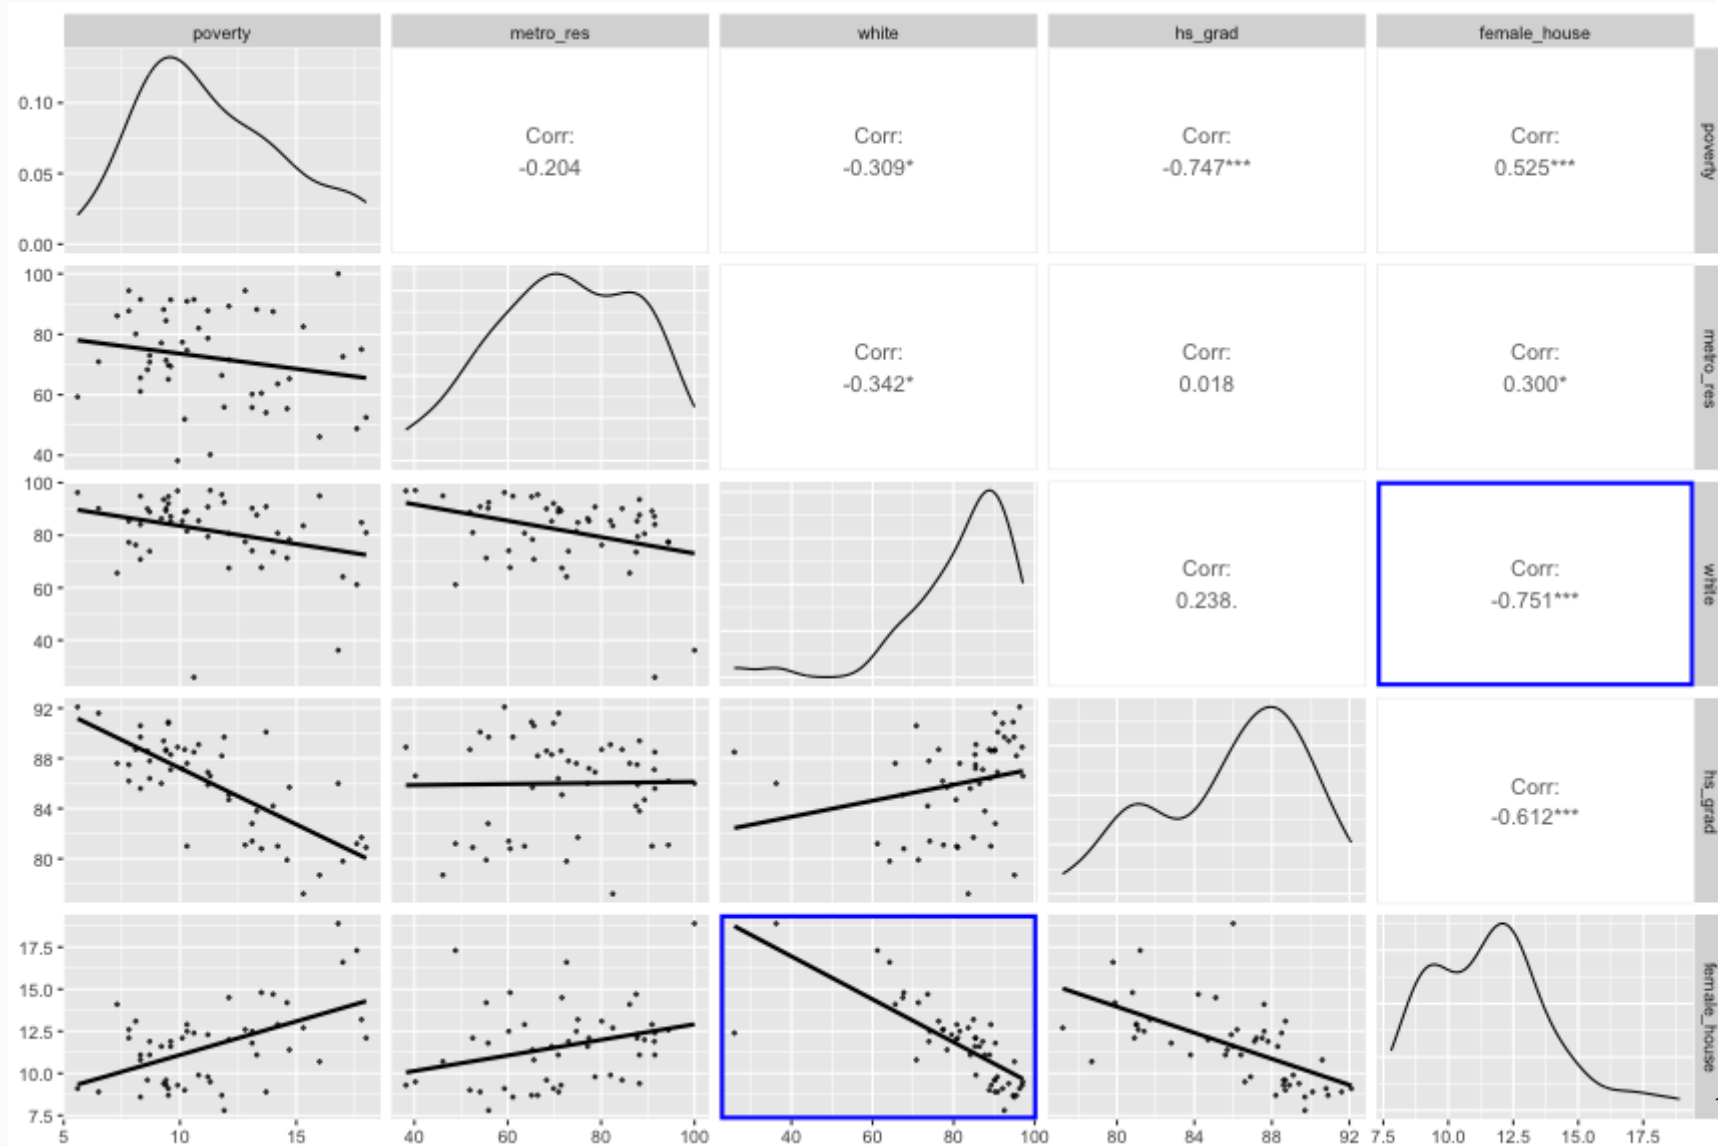 poverty metro_res white hs_grad female_house
0.10
0.05
0.00
Corr:
-0.204
Corr:
-0.309*
Corr:
-0.747***
Corr:
0.525***
poverty
100
80
60
40
Corr:
-0.342*
Corr:
0.018
Corr:
0.300*
metro_res
100
80
60
40
Corr:
0.238.
Corr:
-0.751***
white
92
88
84
80
Corr:
-0.612***
hs_grad
17.5
15.0
12.5
10.0
7.5
female_house
5 10 15 40 60 80 100 40 60 80 100 80 84 88 92 7.5 10.0 12.5 15.0 17.5